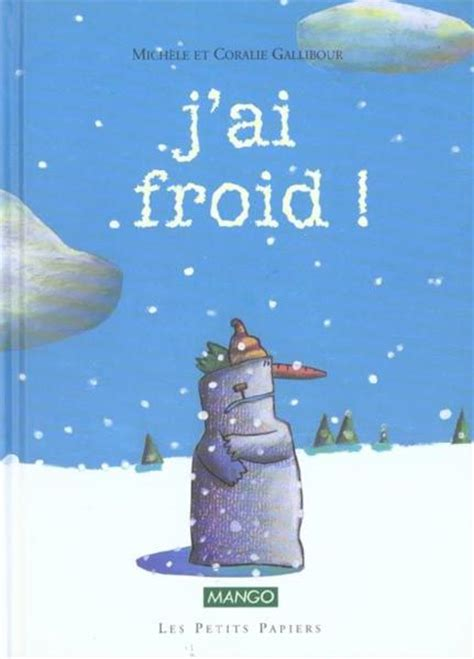 MICHÈLE ET CORALIE GALLIBOUR
j'ai
froid !
MANGO
LES PETITS PAPIERS